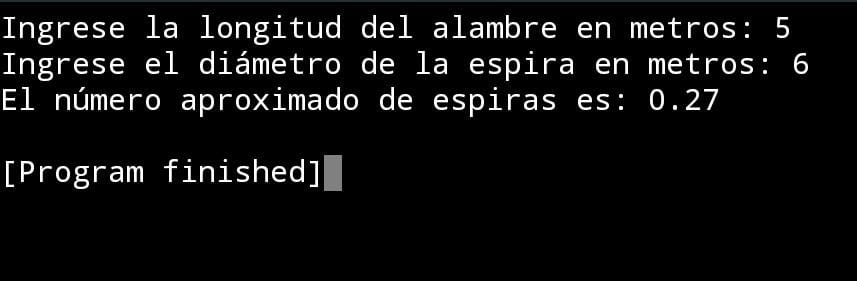 Ingrese la longitud del alambre en metros: 5
Ingrese el diámetro de la espira en metros: 6
El número aproximado de espiras es: 0.27
[Program finished]